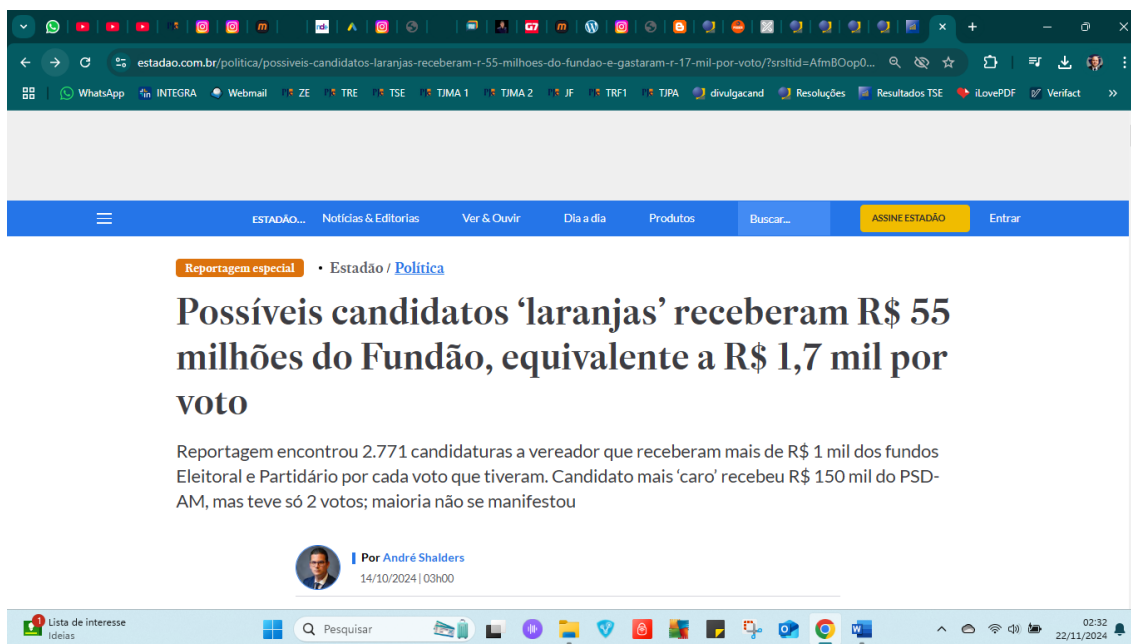 estadao.com.br/politica/possiveis-candidatos-laranjas-receberam-r-55-milhoes-do-fundao-e-gastaram-r-17-mil-por-voto/?srsltid=AfmBOop0...
WhatsApp INTEGRA Webmail ZE TRE TSE TJMA 1 TJMA 2 JF TRF1 TJPA divulgacand Resoluções Resultados TSE iLovePDF Verifact
ESTADÃO... Notícias & Editorias Ver & Ouvir Dia a dia Produtos Buscar... ASSINE ESTADÃO Entrar
Reportagem especial • Estadão / Política
Possíveis candidatos ‘laranjas’ receberam R$ 55
milhões do Fundão, equivalente a R$ 1,7 mil por
voto
Reportagem encontrou 2.771 candidaturas a vereador que receberam mais de R$ 1 mil dos fundos
Eleitoral e Partidário por cada voto que tiveram. Candidato mais ‘caro’ recebeu R$ 150 mil do PSD-
AM, mas teve só 2 votos; maioria não se manifestou
Por André Shalders
14/10/2024 | 03h00
1
Lista de interesse
Ideias
Pesquisar
02:32
22/11/2024